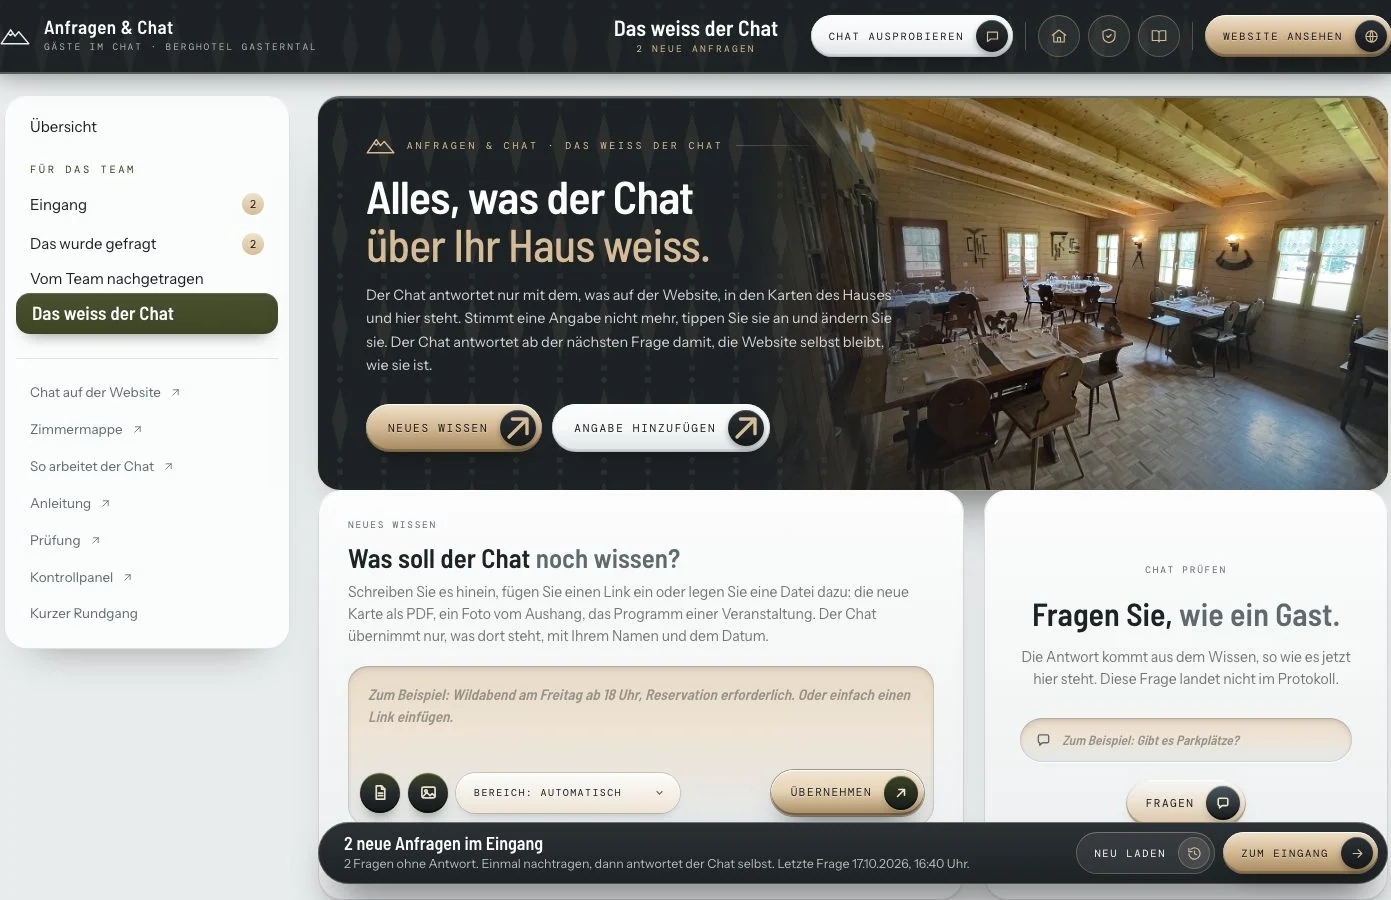 Anfragen & Chat
GÄSTE IM CHAT · BERGHOTEL GASTERNTAL
Das weiss der Chat
2 NEUE ANFRAGEN
CHAT AUSPROBIEREN
WEBSITE ANSEHEN
Übersicht
FÜR DAS TEAM
Eingang 2
Das wurde gefragt 2
Vom Team nachgetragen
Das weiss der Chat
Chat auf der Website
Zimmermappe
So arbeitet der Chat
Anleitung
Prüfung
Kontrollpanel
Kurzer Rundgang
ANFRAGEN & CHAT · DAS WEISS DER CHAT
Alles, was der Chat
über Ihr Haus weiss.
Der Chat antwortet nur mit dem, was auf der Website, in den Karten des Hauses
und hier steht. Stimmt eine Angabe nicht mehr, tippen Sie sie an und ändern Sie
sie. Der Chat antwortet ab der nächsten Frage damit, die Website selbst bleibt,
wie sie ist.
NEUES WISSEN
ANGABE HINZUFÜGEN
NEUES WISSEN
Was soll der Chat noch wissen?
Schreiben Sie es hinein, fügen Sie einen Link ein oder legen Sie eine Datei dazu: die neue
Karte als PDF, ein Foto vom Aushang, das Programm einer Veranstaltung. Der Chat
übernimmt nur, was dort steht, mit Ihrem Namen und dem Datum.
Zum Beispiel: Wildabend am Freitag ab 18 Uhr, Reservation erforderlich. Oder einfach einen
Link einfügen.
BEREICH: AUTOMATISCH
ÜBERNEHMEN
CHAT PRÜFEN
Fragen Sie, wie ein Gast.
Die Antwort kommt aus dem Wissen, so wie es jetzt
hier steht. Diese Frage landet nicht im Protokoll.
Zum Beispiel: Gibt es Parkplätze?
FRAGEN
2 neue Anfragen im Eingang
2 Fragen ohne Antwort. Einmal nachtragen, dann antwortet der Chat selbst. Letzte Frage 17.10.2026, 16:40 Uhr.
NEU LADEN
ZUM EINGANG